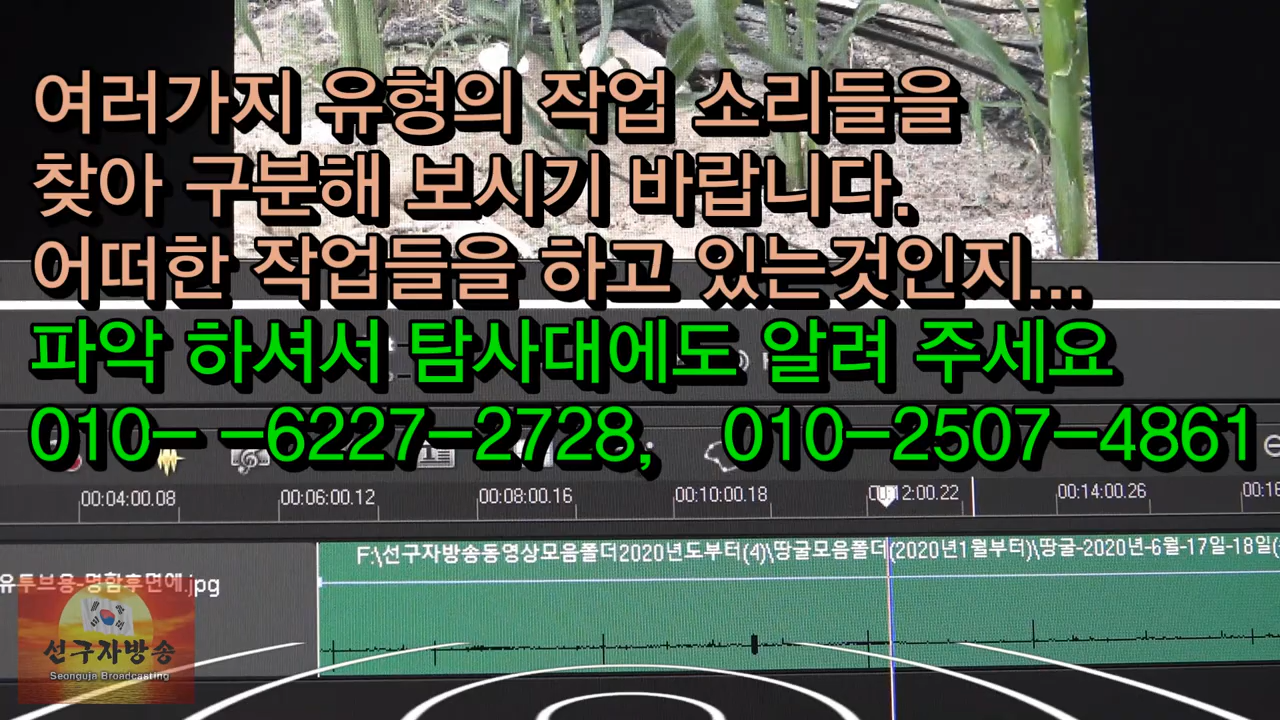 여러가지 유형의 작업 소리들을
찾아 구분해 보시기 바랍니다.
어떠한 작업들을 하고 있는것인지...
파악 하셔서 탐사대에도 알려 주세요
010- -6227-2728, 010-2507-4861
00:04:00.08 00:06:00.12 00:08:00.16 00:10:00.18 00:12:00.22 00:14:00.26
F:\선구자방송동영상모음폴더2020년도부터(4)\땅굴모음폴더(2020년1월부터)\땅굴-2020년-6월-17일-18일(
유투브용-명함후면에.jpg
선구자방송
Seonguja Broadcasting